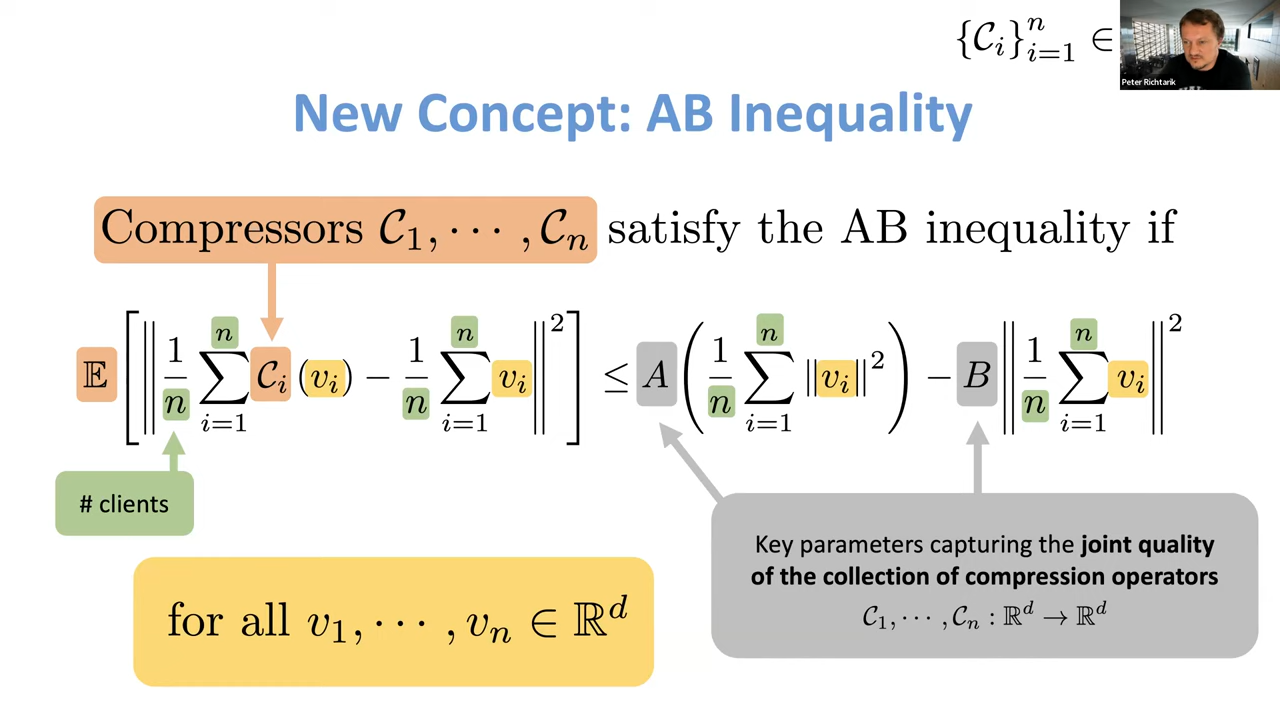 {𝒞ᵢ}ⁿᵢ₌₁ ∈
Peter Richtarik
New Concept: AB Inequality
Compressors 𝒞₁, ⋯ , 𝒞ₙ satisfy the AB inequality if
𝔼 [ ‖ 1/n ∑ⁿᵢ₌₁ 𝒞ᵢ (vᵢ) − 1/n ∑ⁿᵢ₌₁ vᵢ ‖² ] ≤ A ( 1/n ∑ⁿᵢ₌₁ ‖vᵢ‖² ) − B ‖ 1/n ∑ⁿᵢ₌₁ vᵢ ‖²
# clients
for all v₁, ⋯ , vₙ ∈ ℝᵈ
Key parameters capturing the joint quality
of the collection of compression operators
𝒞₁, ⋯ , 𝒞ₙ : ℝᵈ → ℝᵈ